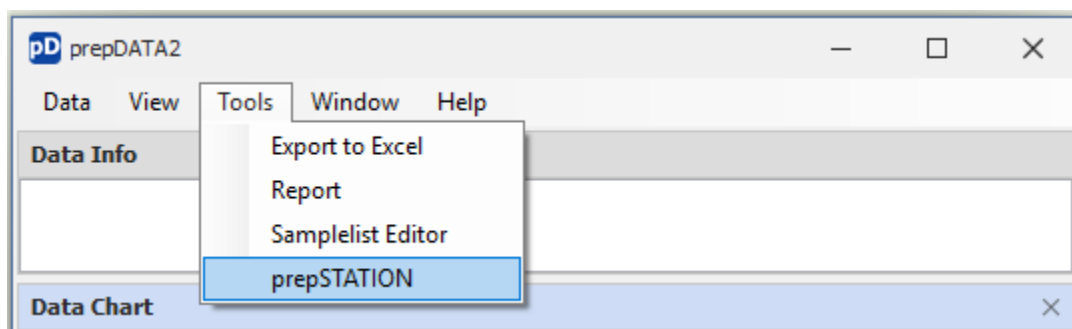 pD prepDATA2
Data View Tools Window Help
Data Info
Export to Excel
Report
Samplelist Editor
prepSTATION
Data Chart